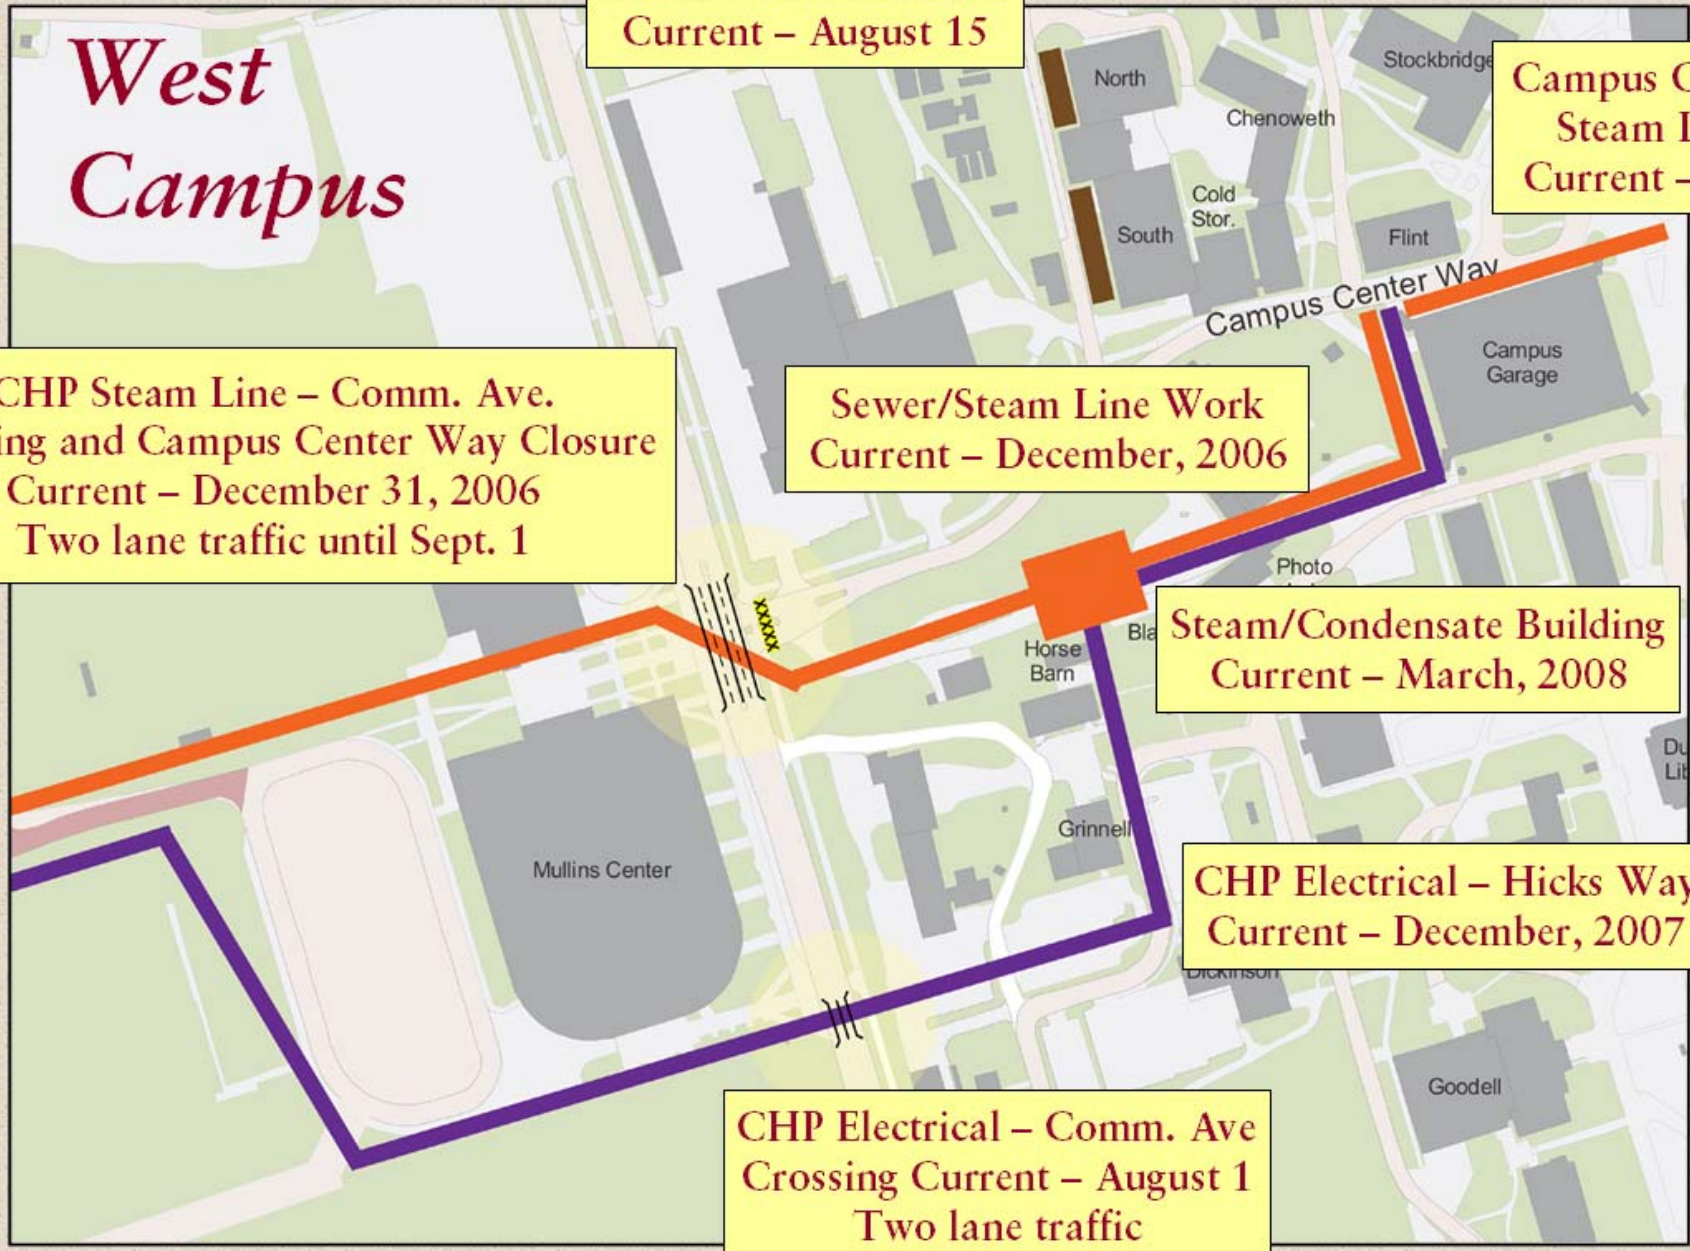 West
Campus
Current – August 15
North
Stockbridge
Chenoweth
Campus
Steam
Current –
Cold
Stor.
South
Flint
Campus Center Way
Campus
Garage
CHP Steam Line – Comm. Ave.
and Campus Center Way Closure
Current – December 31, 2006
Two lane traffic until Sept. 1
Sewer/Steam Line Work
Current – December, 2006
Photo
XXXXX
Horse
Barn
Steam/Condensate Building
Current – March, 2008
Grinnell
Mullins Center
CHP Electrical – Hicks Way
Current – December, 2007
Dickinson
Goodell
CHP Electrical – Comm. Ave
Crossing Current – August 1
Two lane traffic